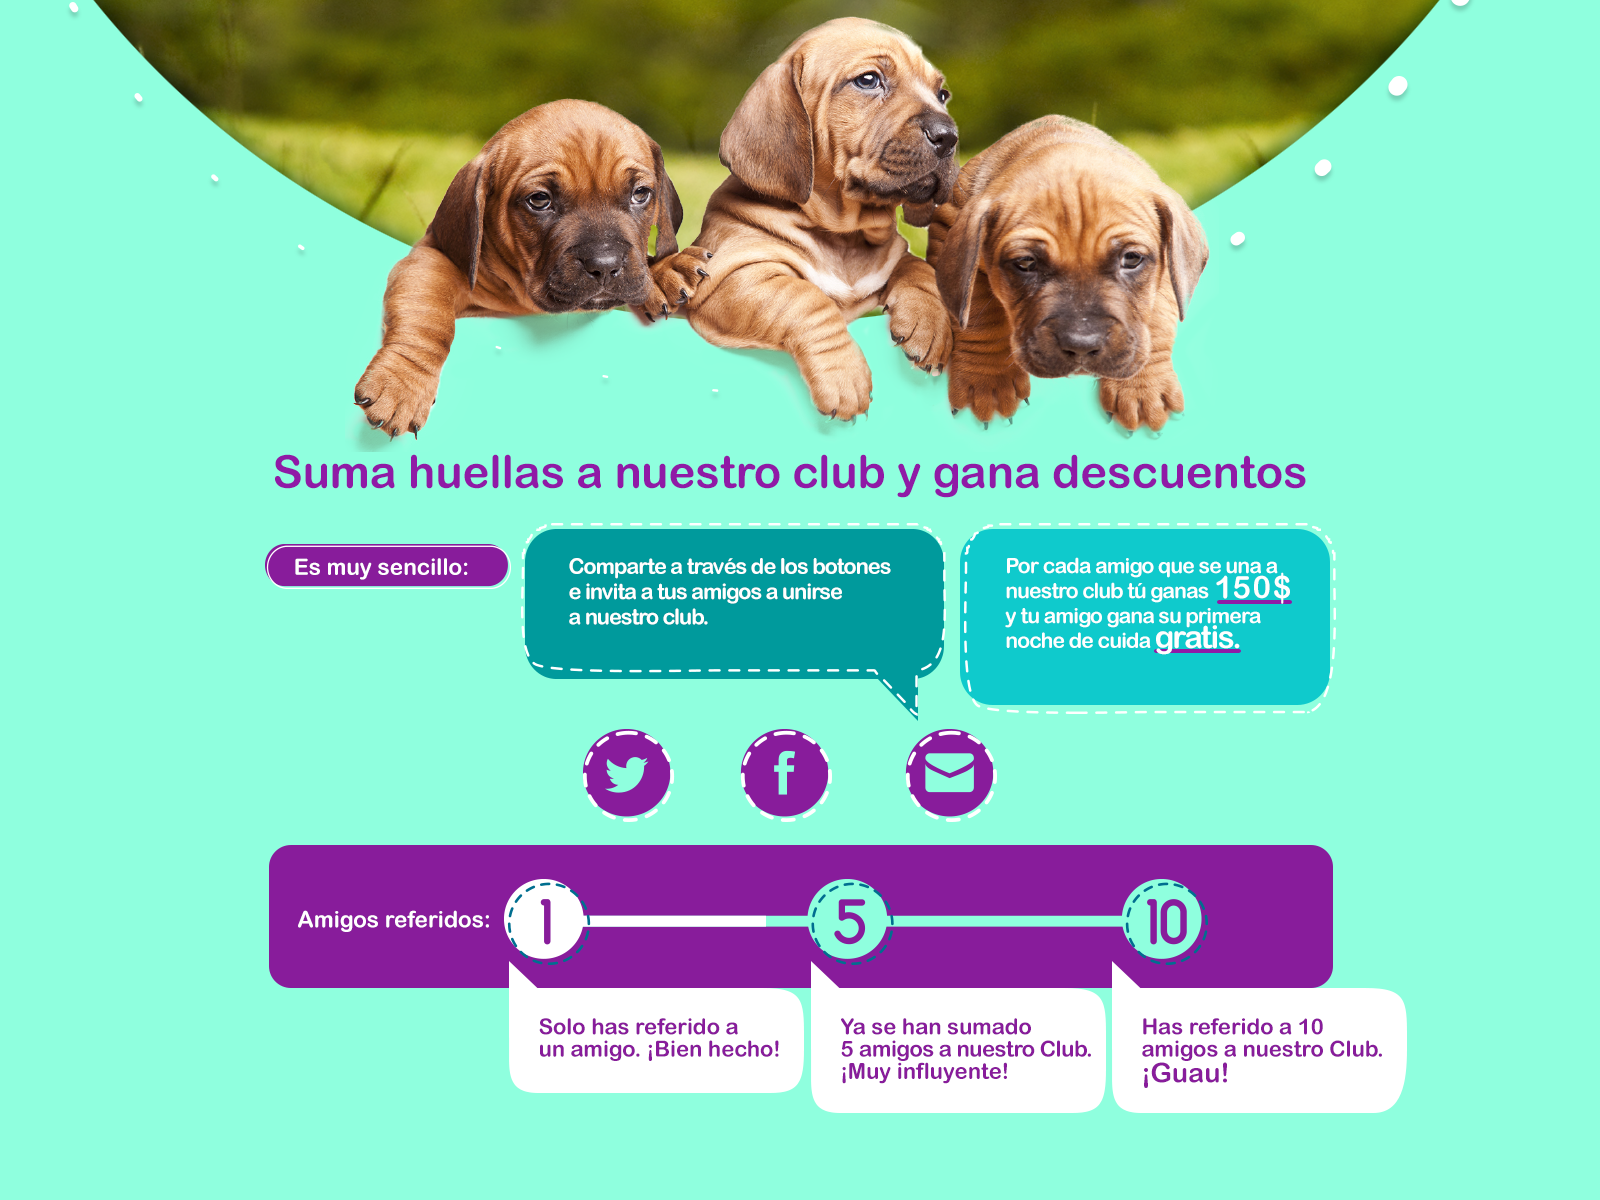 Suma huellas a nuestro club y gana descuentos
Es muy sencillo:
Comparte a través de los botones
e invita a tus amigos a unirse
a nuestro club.
Por cada amigo que se una a
nuestro club tú ganas 150$
y tu amigo gana su primera
noche de cuida gratis.
f
Amigos referidos:
1
5
10
Solo has referido a
un amigo. ¡Bien hecho!
Ya se han sumado
5 amigos a nuestro Club.
¡Muy influyente!
Has referido a 10
amigos a nuestro Club.
¡Guau!